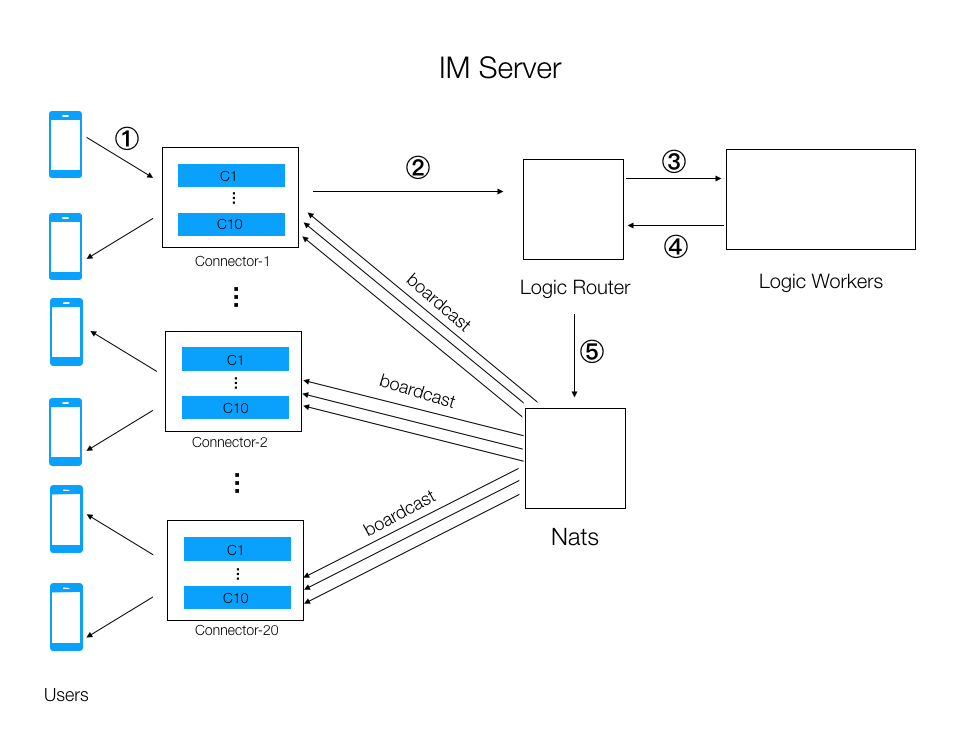 IM Server
①
②
③
④
⑤
C1
C10
Connector-1
Logic Router
Logic Workers
boardcast
C1
C10
Connector-2
boardcast
Nats
boardcast
C1
C10
Connector-20
Users